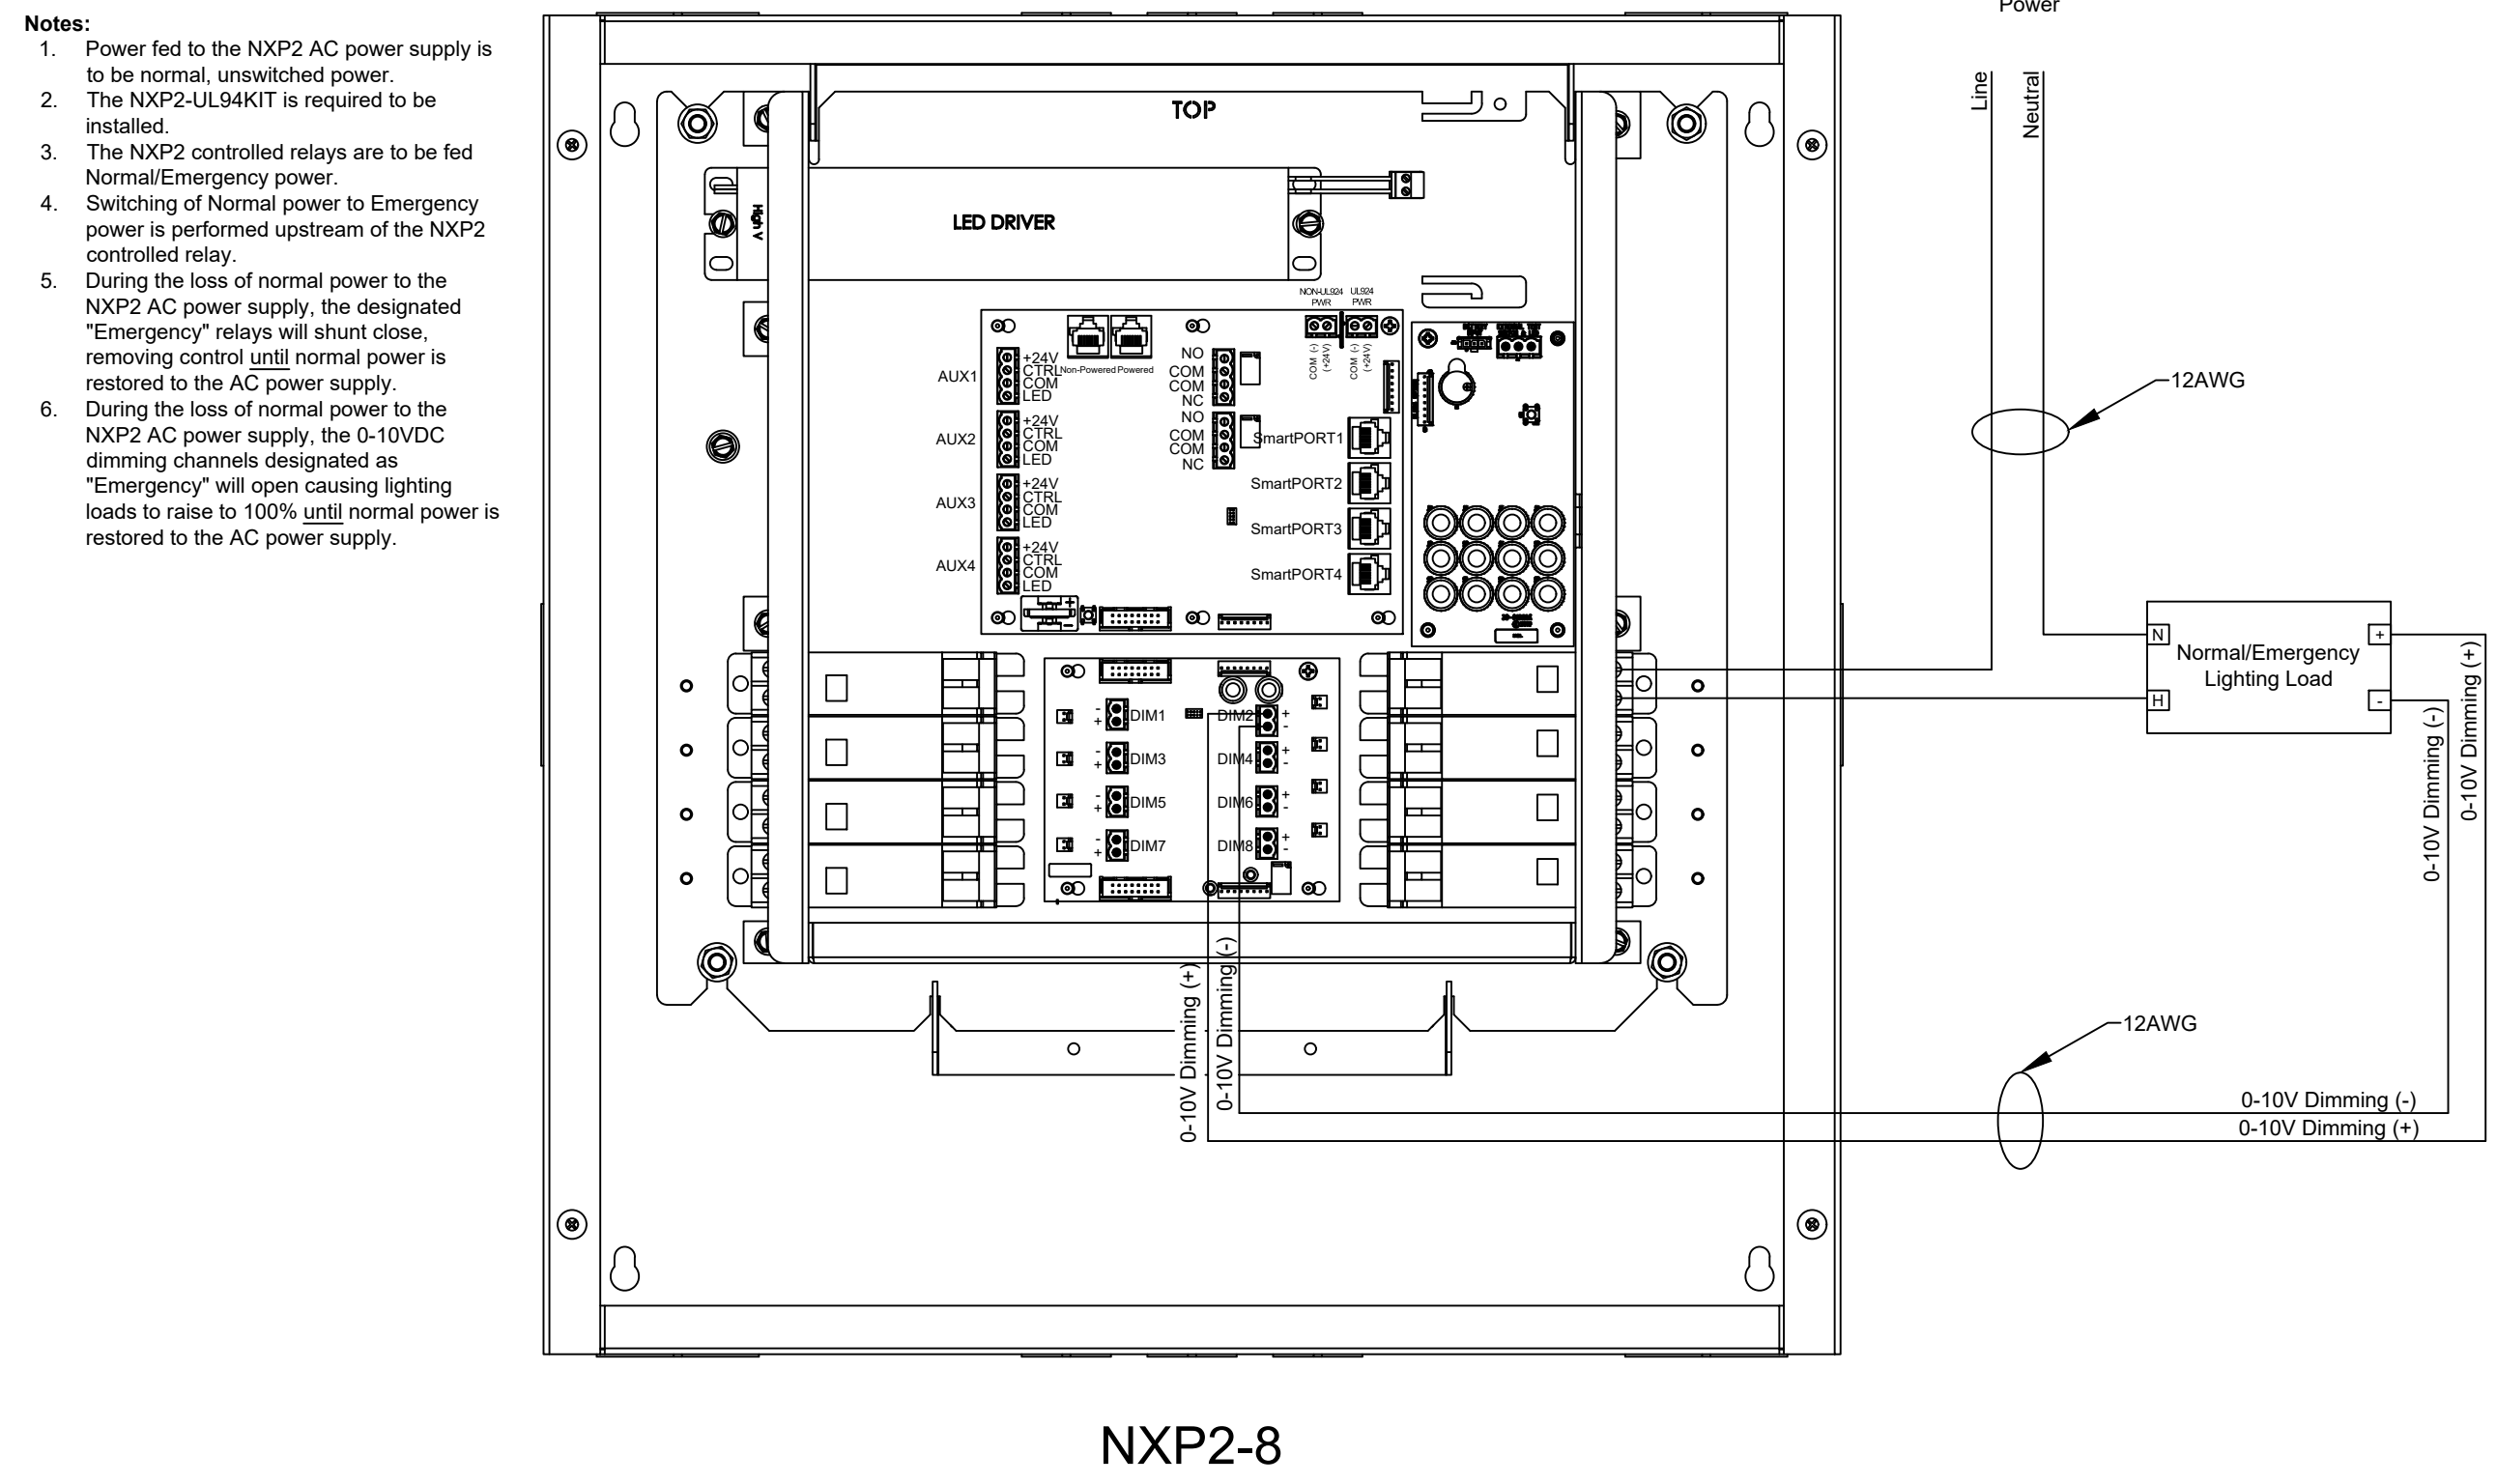 Notes:
1. Power fed to the NXP2 AC power supply is
to be normal, unswitched power.
2. The NXP2-UL94KIT is required to be
installed.
3. The NXP2 controlled relays are to be fed
Normal/Emergency power.
4. Switching of Normal power to Emergency
power is performed upstream of the NXP2
controlled relay.
5. During the loss of normal power to the
NXP2 AC power supply, the designated
"Emergency" relays will shunt close,
removing control until normal power is
restored to the AC power supply.
6. During the loss of normal power to the
NXP2 AC power supply, the 0-10VDC
dimming channels designated as
"Emergency" will open causing lighting
loads to raise to 100% until normal power is
restored to the AC power supply.
Power
Line
Neutral
TOP
High V
LED DRIVER
NON-UL924
PWR
UL924
PWR
COM (-)
(+24V)
COM (-)
(+24V)
Non-Powered
Powered
AUX1
+24V
CTRL
COM
LED
AUX2
+24V
CTRL
COM
LED
AUX3
+24V
CTRL
COM
LED
AUX4
+24V
CTRL
COM
LED
+
-
NO
COM
COM
NC
NO
COM
COM
NC
SmartPORT1
SmartPORT2
SmartPORT3
SmartPORT4
12AWG
- DIM1
+
- DIM3
+
- DIM5
+
- DIM7
+
DIM2 +
-
DIM4 +
-
DIM6 +
-
DIM8 +
-
N
H
+
-
Normal/Emergency
Lighting Load
0-10V Dimming (-)
0-10V Dimming (+)
0-10V Dimming (+)
0-10V Dimming (-)
12AWG
0-10V Dimming (-)
0-10V Dimming (+)
NXP2-8